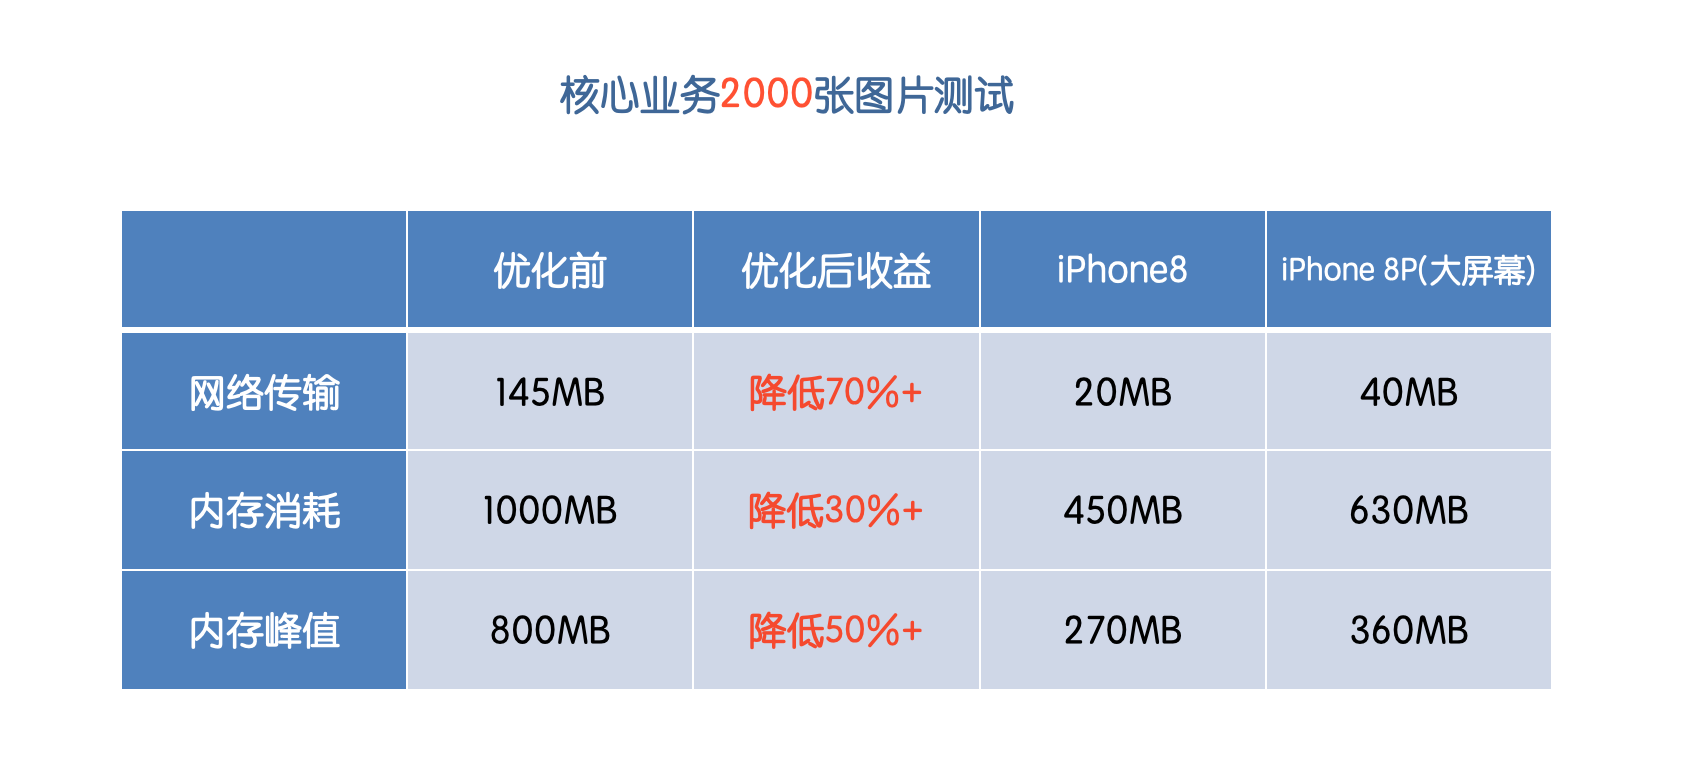 核心业务2000张图片测试
优化前 优化后收益 iPhone8 iPhone 8P(大屏幕)
网络传输 145MB 降低70%+ 20MB 40MB
内存消耗 1000MB 降低30%+ 450MB 630MB
内存峰值 800MB 降低50%+ 270MB 360MB